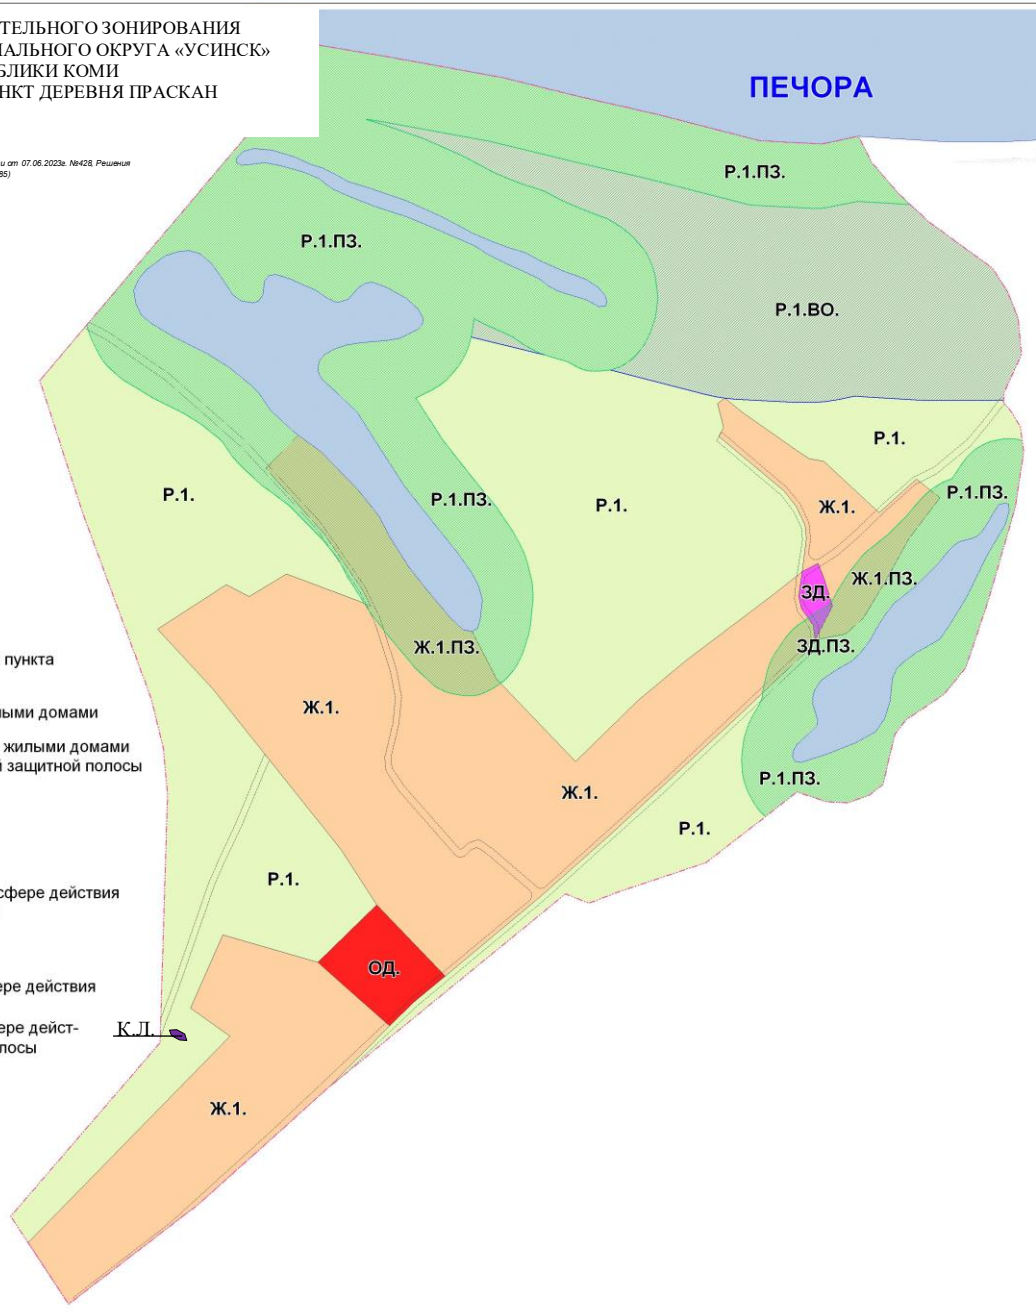 ТЕЛЬНОГО ЗОНИРОВАНИЯ
АЛЬНОГО ОКРУГА «УСИНСК»
БЛИКИ КОМИ
НКТ ДЕРЕВНЯ ПРАСКАН
и от 07.06.2023г. №428, Решения
85)
ПЕЧОРА
Р.1.ПЗ.
Р.1.ПЗ.
Р.1.ВО.
Р.1.
Р.1.
Р.1.ПЗ.
Р.1.
Р.1.ПЗ.
Ж.1.
Ж.1.ПЗ.
ЗД.
ЗД.ПЗ.
Ж.1.ПЗ.
пункта
Ж.1.
ыми домами
жилыми домами
й защитной полосы
Р.1.ПЗ.
Ж.1.
Р.1.
Р.1.
сфере действия
ОД.
ере действия
ере дейст-
лосы
К.Л.
Ж.1.